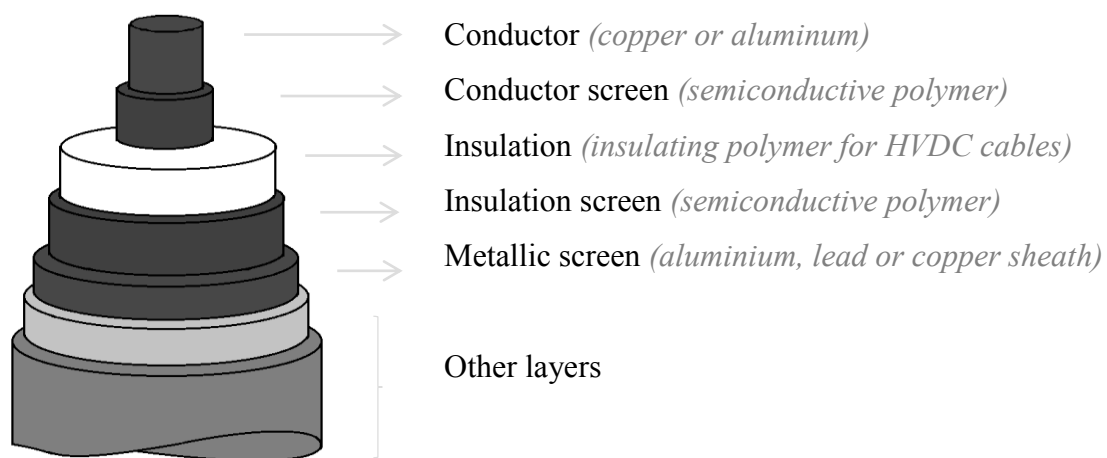 Conductor (copper or aluminum)
Conductor screen (semiconductive polymer)
Insulation (insulating polymer for HVDC cables)
Insulation screen (semiconductive polymer)
Metallic screen (aluminium, lead or copper sheath)
Other layers